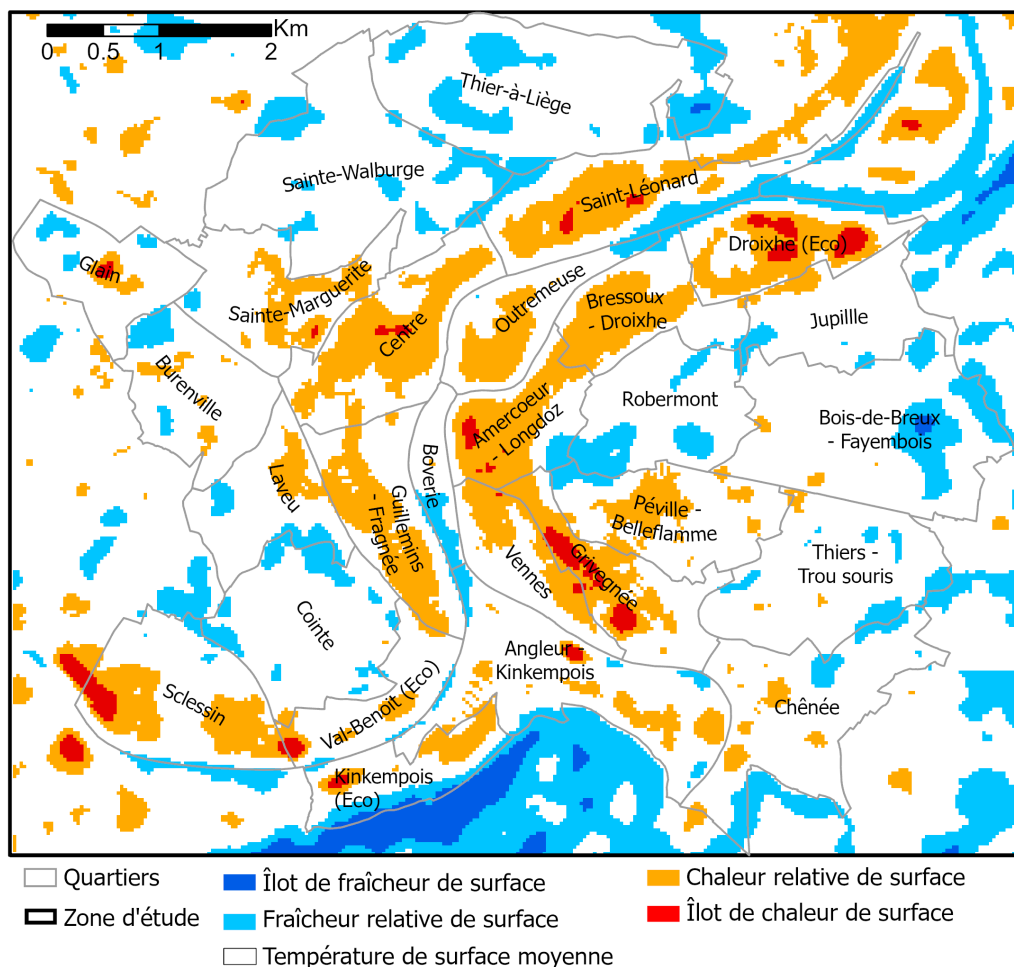 Km
0 0.5 1 2
Thier-à-Liège
Sainte-Walburge
Saint-Léonard
Droixhe (Eco)
Glain
Sainte-Marguerite
Centre
Outremeuse
Bressoux
- Droixhe
Jupillle
Burenville
Robermont
Amercoeur
- Longdoz
Bois-de-Breux
- Fayembois
Boverie
Laveu
Guillemins
- Fragnée
Péville -
Belleflamme
Vennes
Grivegnée
Thiers -
Trou souris
Cointe
Angleur -
Kinkempois
Sclessin
Val-Benoit (Eco)
Chênée
Kinkempois
(Eco)
Quartiers
Zone d'étude
Îlot de fraîcheur de surface
Fraîcheur relative de surface
Température de surface moyenne
Chaleur relative de surface
Îlot de chaleur de surface